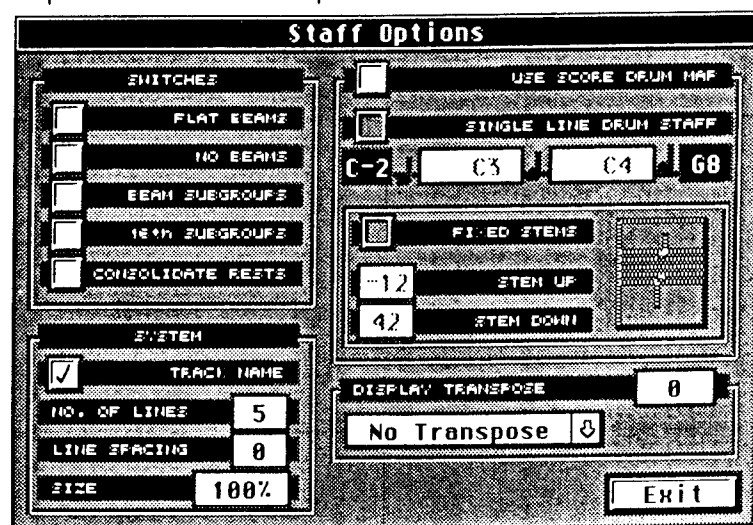 Staff Options
SWITCHES
FLAT BEAMS
NO BEAMS
BEAM SUBGROUPS
16th SUBGROUPS
CONSOLIDATE RESTS
SYSTEM
TRACK NAME
NO. OF LINES 5
LINE SPACING 0
SIZE 100%
USE SCORE DRUM MAP
SINGLE LINE DRUM STAFF
C-2 C3 C4 G8
FIXED STEMS
-12 STEM UP
42 STEM DOWN
DISPLAY TRANSPOSE 0
No Transpose
Exit